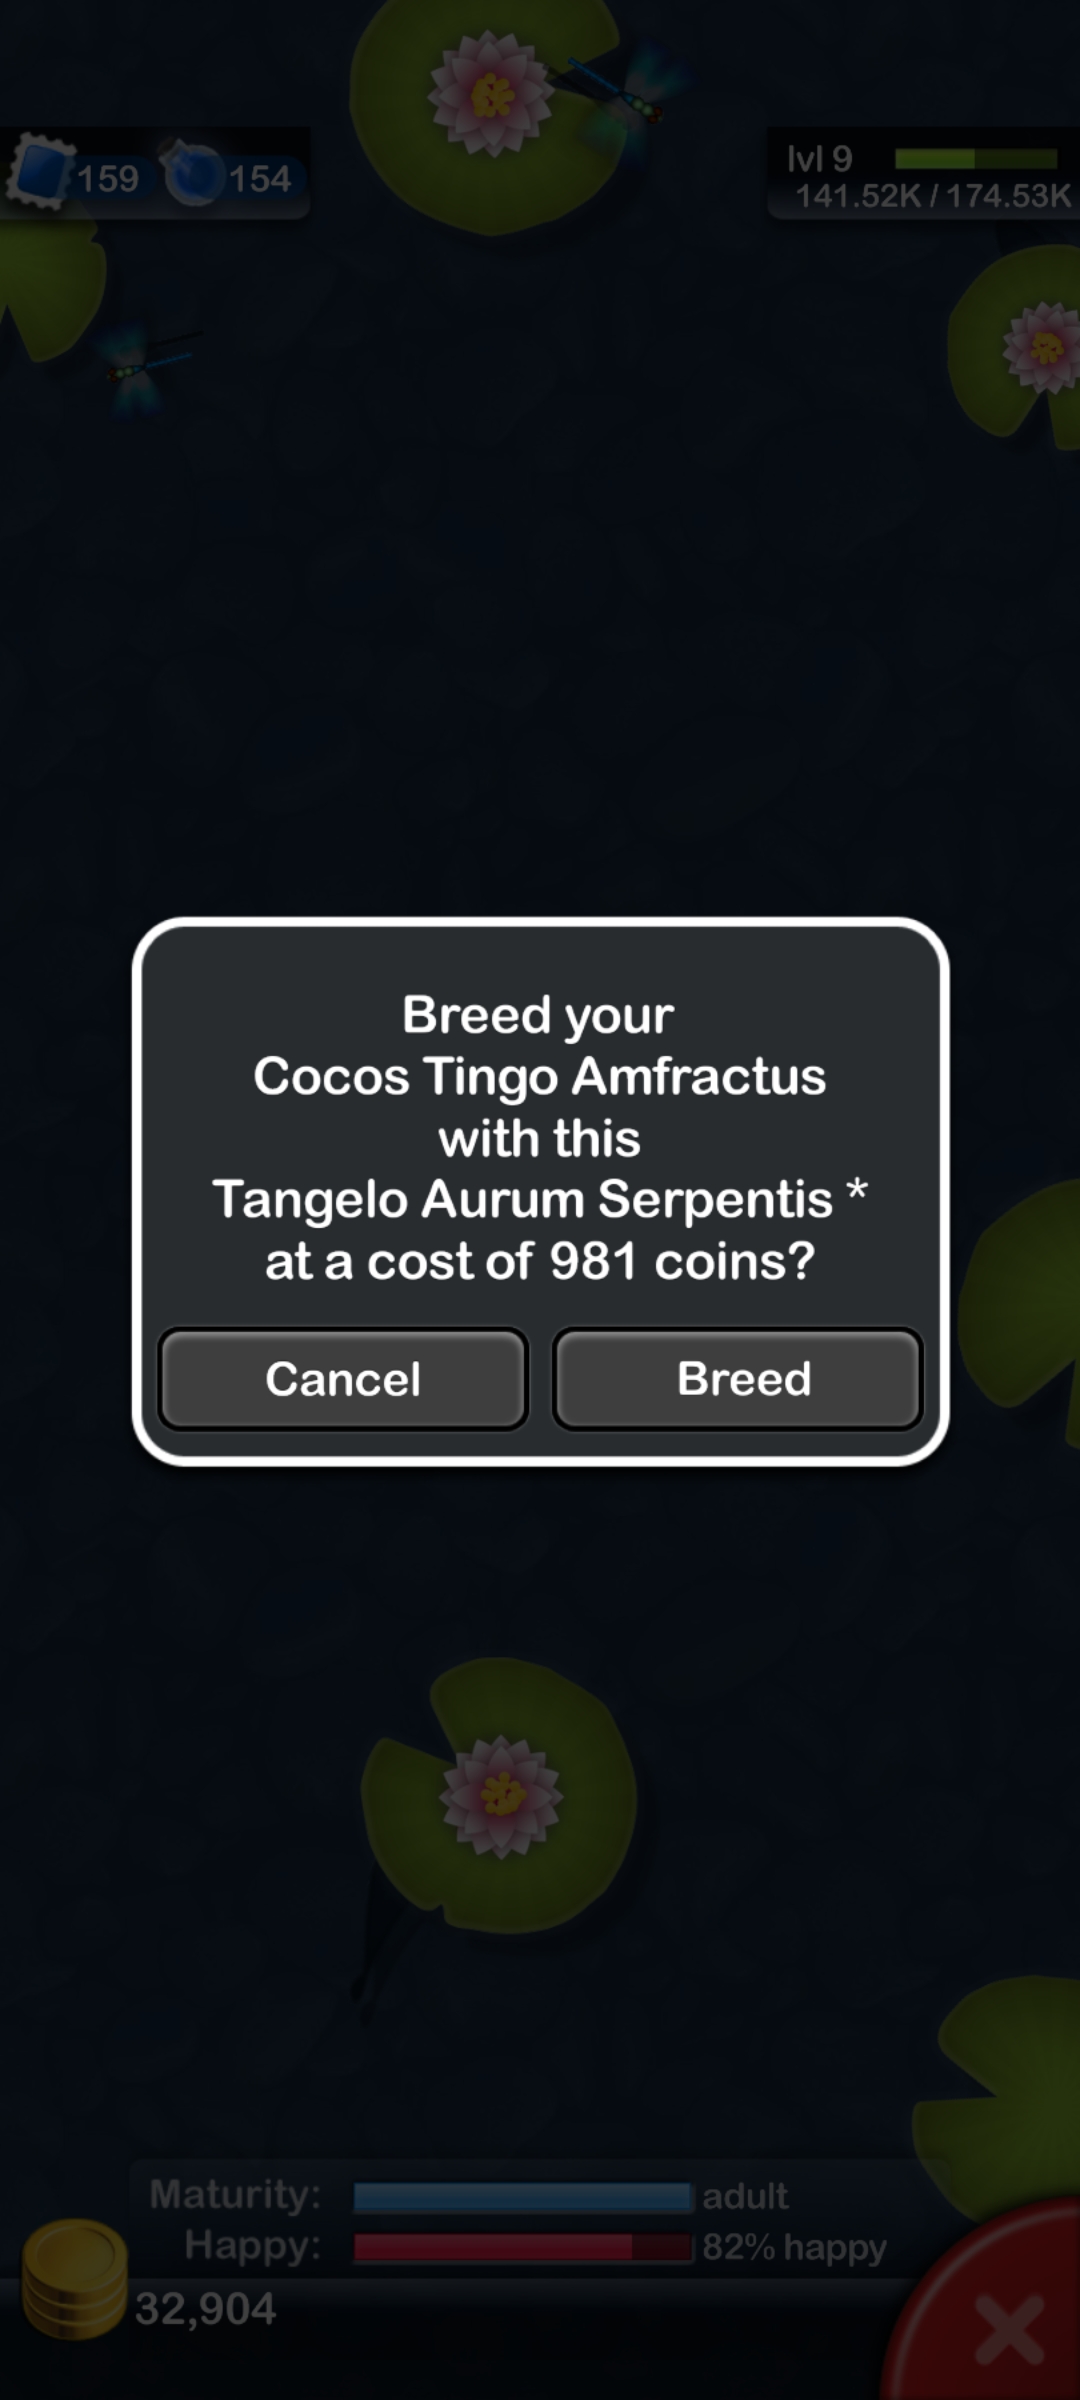 159
154
lvl 9
141.52K / 174.53K
Breed your
Cocos Tingo Amfractus
with this
Tangelo Aurum Serpentis *
at a cost of 981 coins?
Cancel
Breed
Maturity:
adult
Happy:
82% happy
32,904